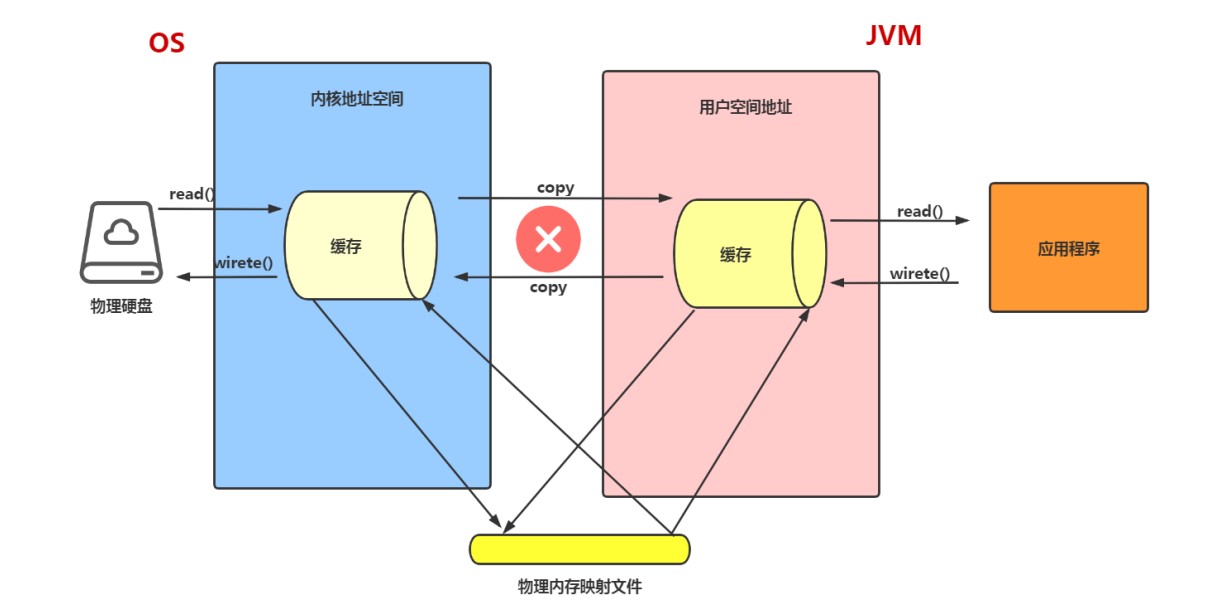 OS
JVM
内核地址空间
用户空间地址
read()
copy
read()
缓存
缓存
应用程序
wirete()
copy
wirete()
物理硬盘
物理内存映射文件